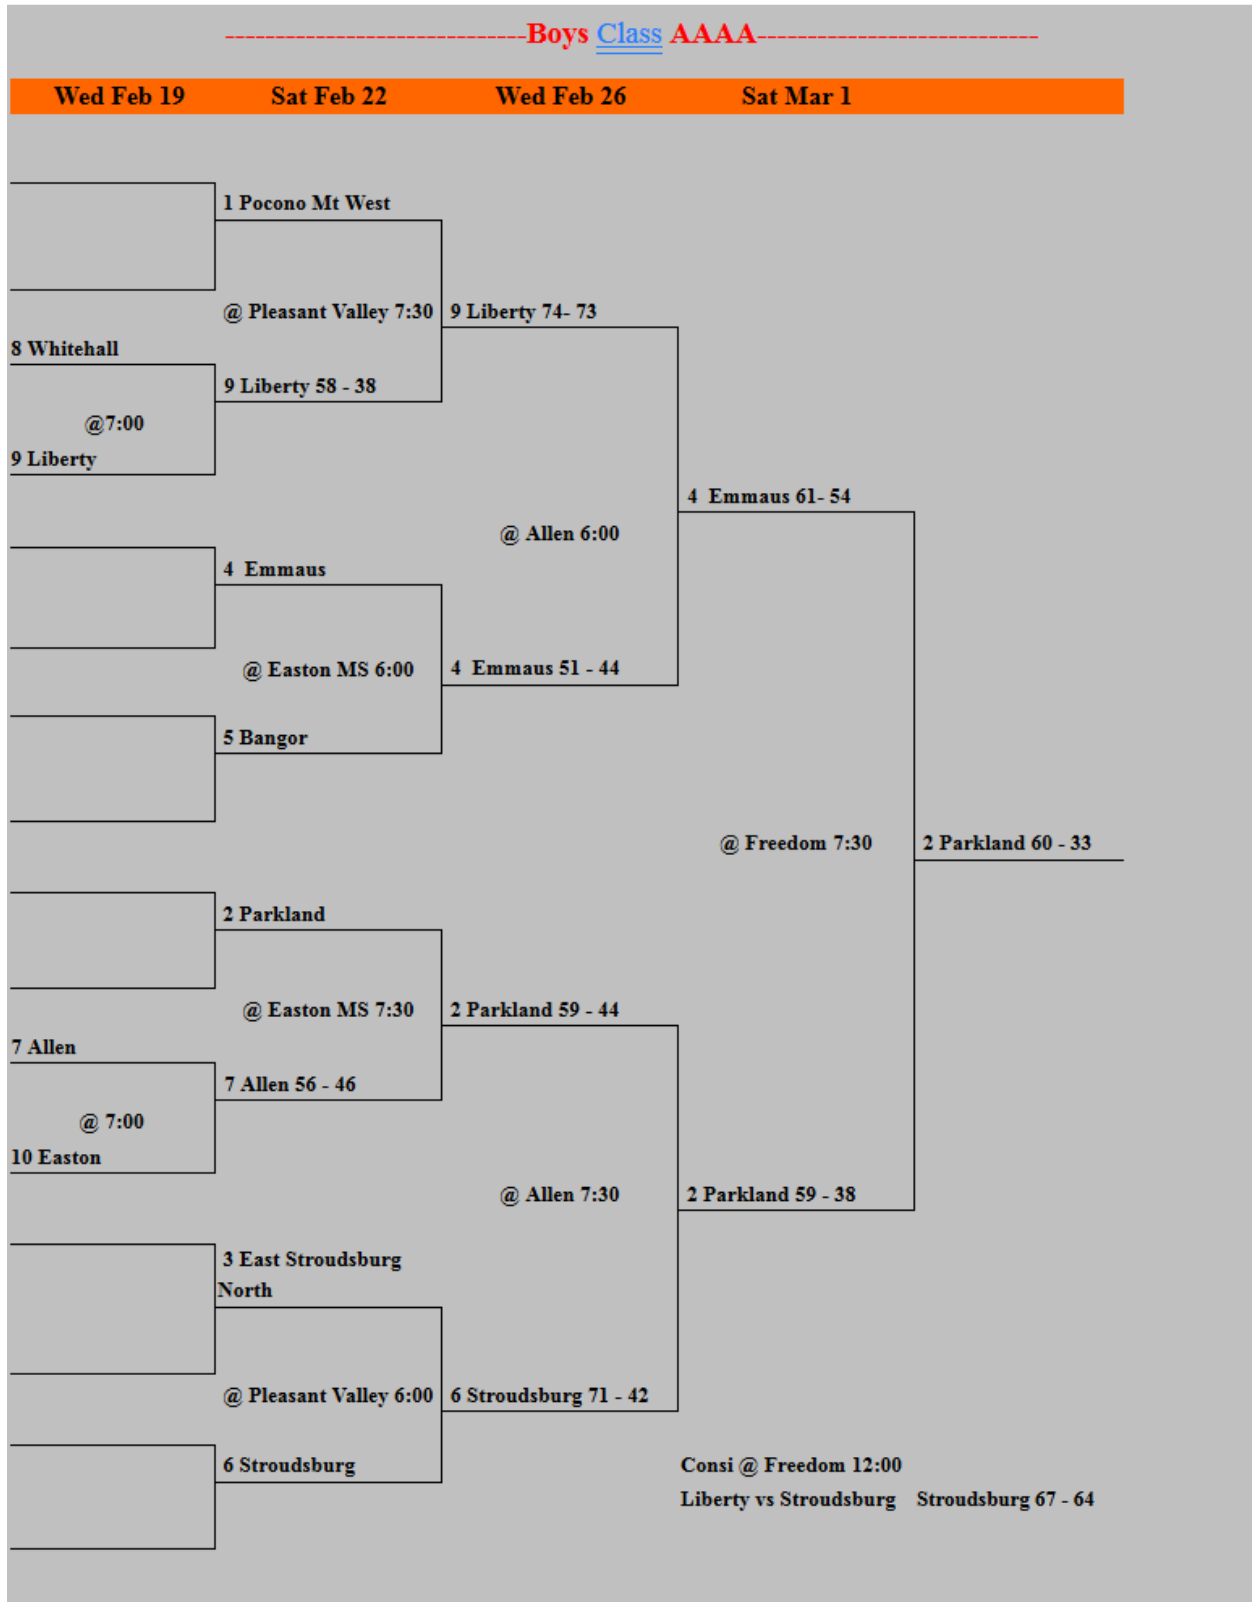 -----------------------------Boys Class AAAA---------------------------
Wed Feb 19 Sat Feb 22 Wed Feb 26 Sat Mar 1
1 Pocono Mt West
@ Pleasant Valley 7:30 9 Liberty 74- 73
8 Whitehall
9 Liberty 58 - 38
@7:00
9 Liberty
4 Emmaus 61- 54
@ Allen 6:00
4 Emmaus
@ Easton MS 6:00 4 Emmaus 51 - 44
5 Bangor
@ Freedom 7:30 2 Parkland 60 - 33
2 Parkland
@ Easton MS 7:30 2 Parkland 59 - 44
7 Allen
7 Allen 56 - 46
@ 7:00
10 Easton
@ Allen 7:30 2 Parkland 59 - 38
3 East Stroudsburg
North
@ Pleasant Valley 6:00 6 Stroudsburg 71 - 42
6 Stroudsburg Consi @ Freedom 12:00
Liberty vs Stroudsburg Stroudsburg 67 - 64